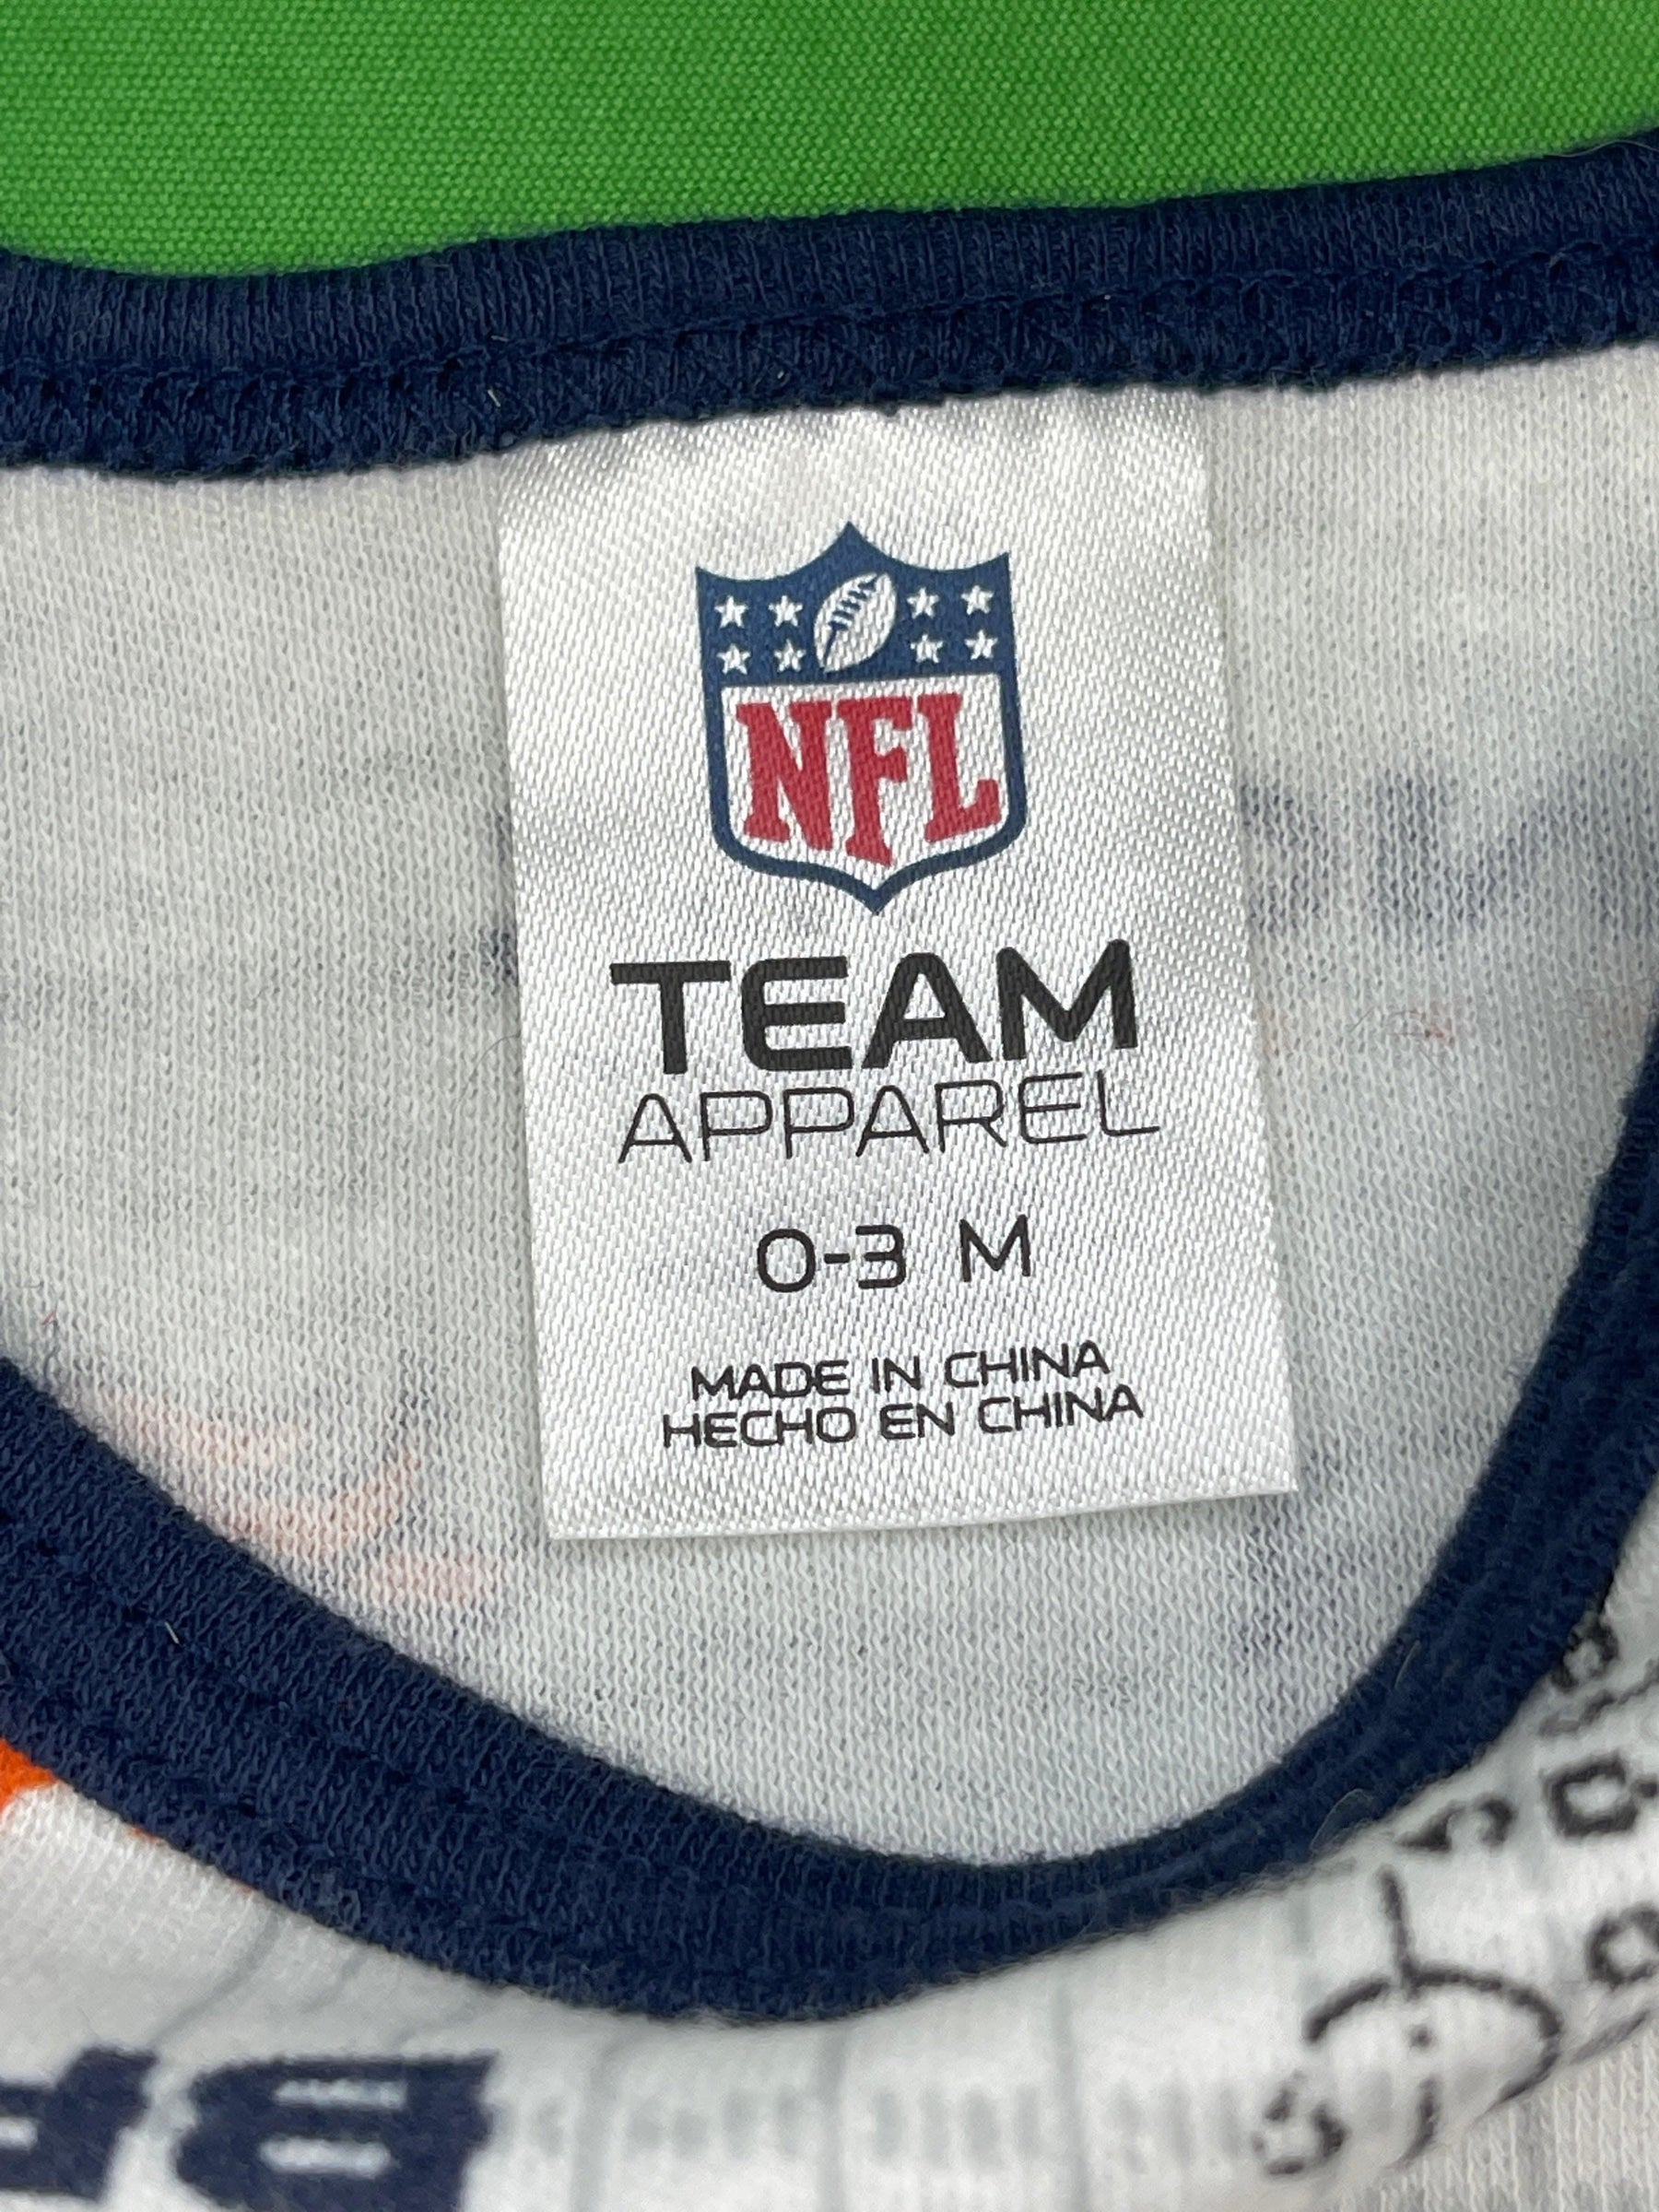 NFL
TEAM
APPAREL
0-3 M
MADE IN CHINA
HECHO EN CHINA